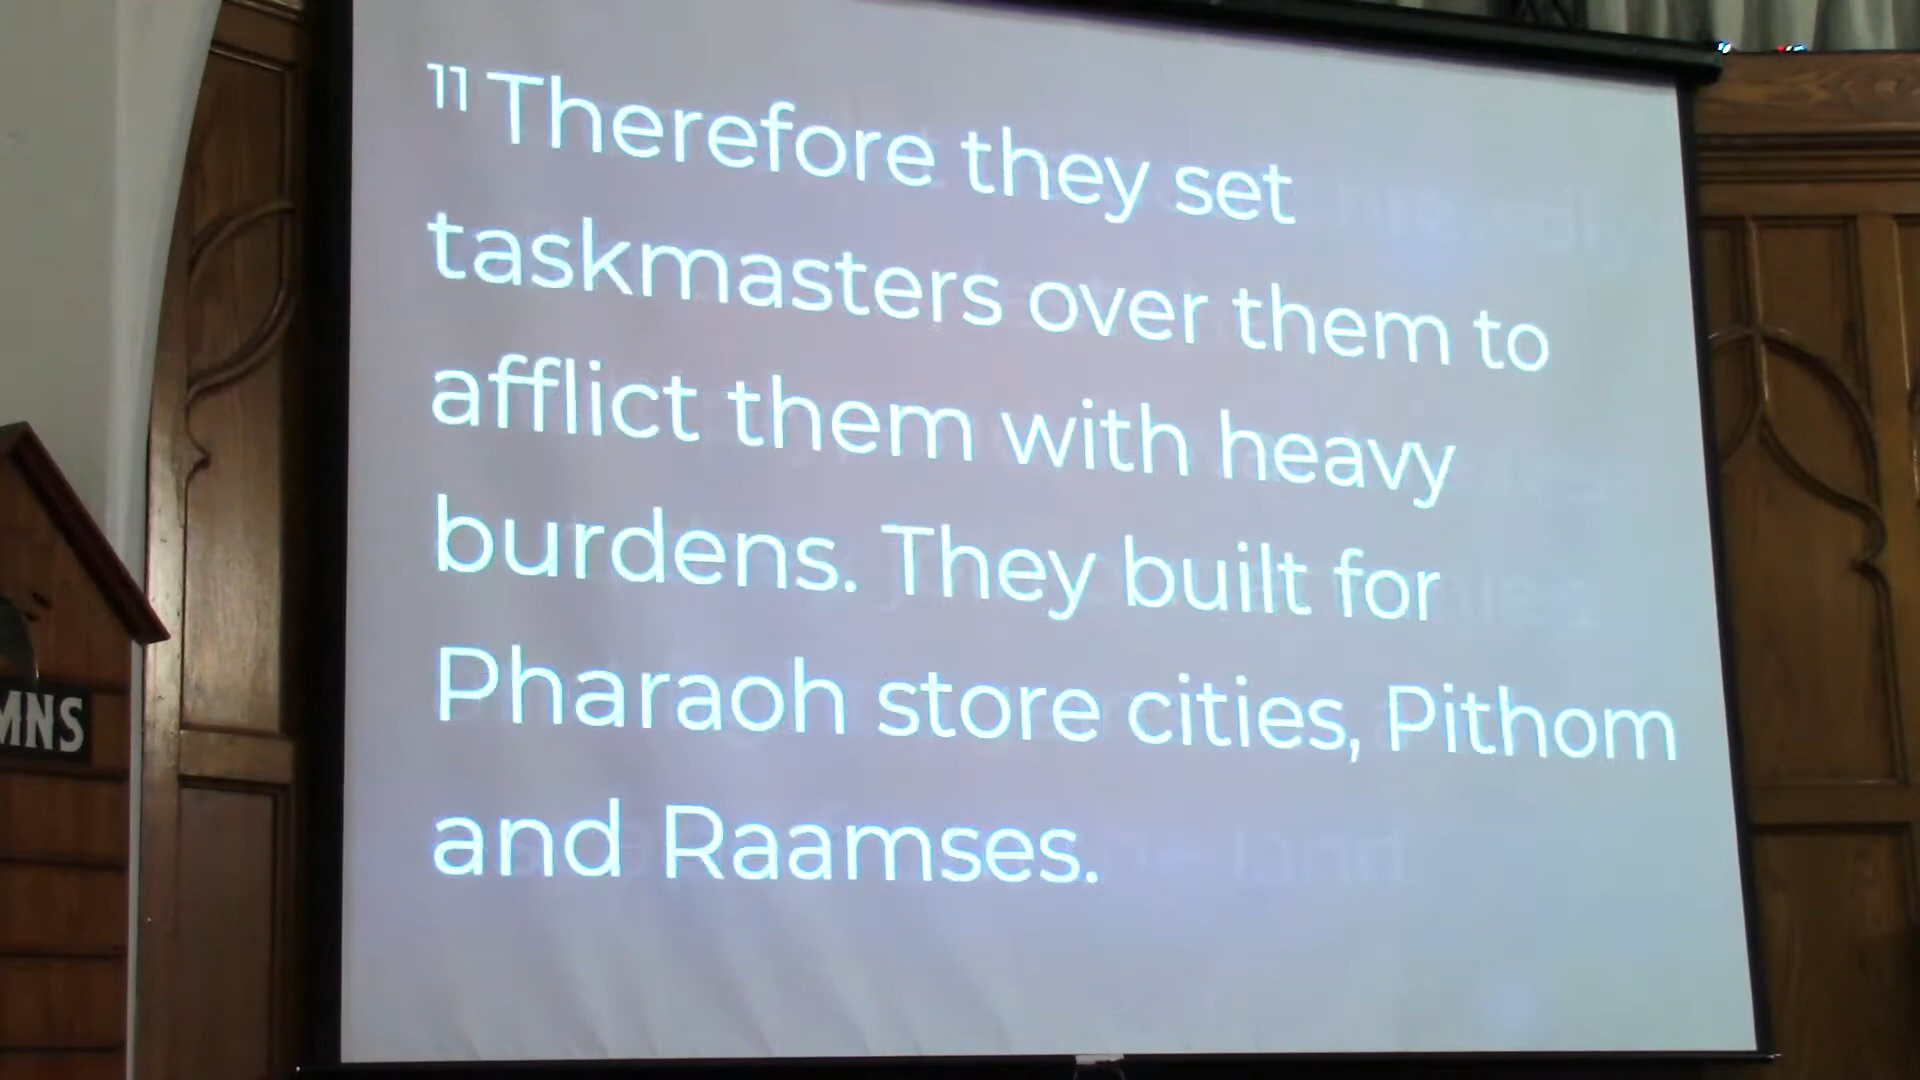 11 Therefore they set
taskmasters over them to
afflict them with heavy
burdens. They built for
Pharaoh store cities, Pithom
and Raamses.
MNS